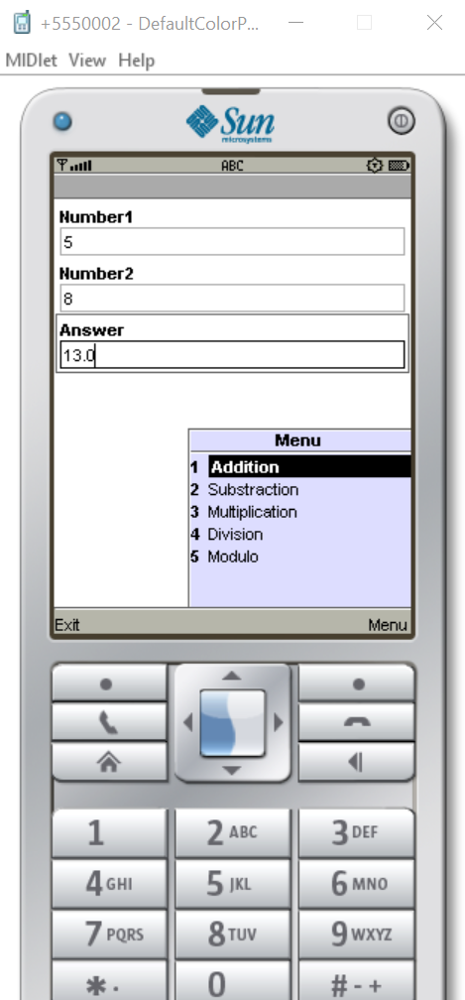 +5550002 - DefaultColorP...
MIDlet View Help
Sun
microsystems
ABC
Number1
5
Number2
8
Answer
13.0
Menu
1 Addition
2 Substraction
3 Multiplication
4 Division
5 Modulo
Exit Menu
1 2 ABC 3 DEF
4 GHI 5 JKL 6 MNO
7 PQRS 8 TUV 9 WXYZ
* . 0 # - +